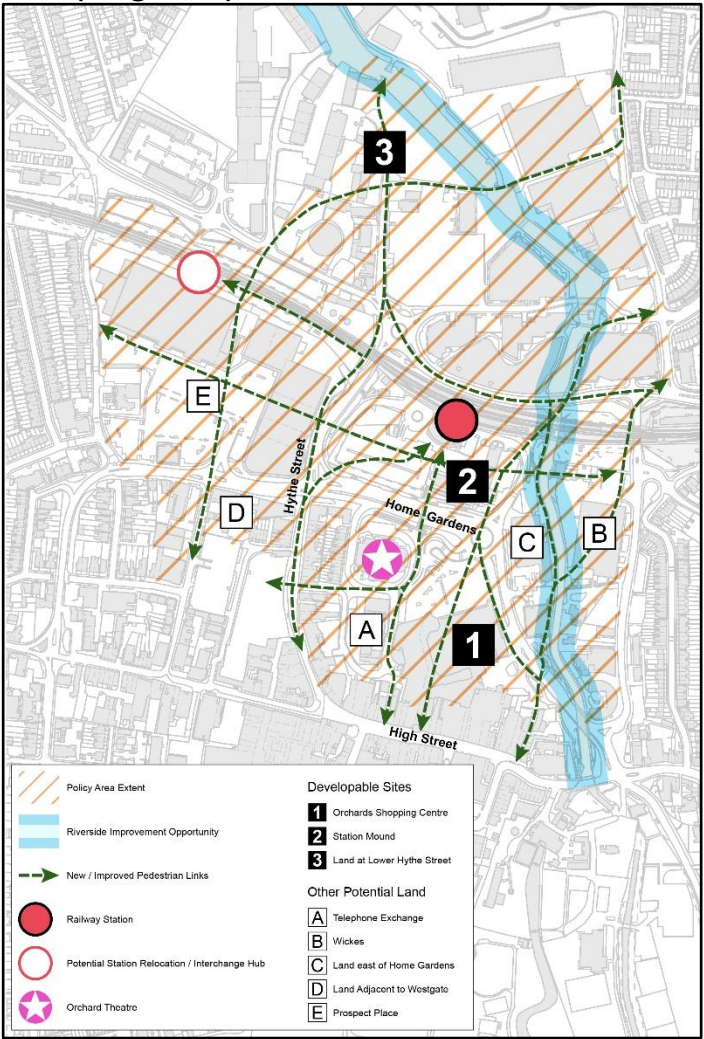 3
E
Hythe Street
2
Home Gardens
D
C
B
A
1
High Street
Policy Area Extent
Riverside Improvement Opportunity
New / Improved Pedestrian Links
Railway Station
Potential Station Relocation / Interchange Hub
Orchard Theatre
Developable Sites
1 Orchards Shopping Centre
2 Station Mound
3 Land at Lower Hythe Street
Other Potential Land
A Telephone Exchange
B Wickes
C Land east of Home Gardens
D Land Adjacent to Westgate
E Prospect Place